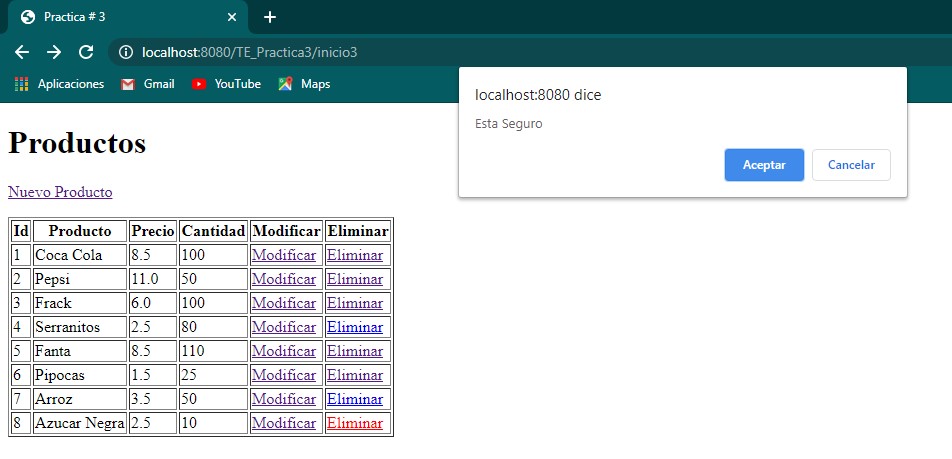 Practica # 3
localhost:8080/TE_Practica3/inicio3
Aplicaciones Gmail YouTube Maps
localhost:8080 dice
Esta Seguro
Aceptar Cancelar
Productos
Nuevo Producto
Id Producto Precio Cantidad Modificar Eliminar
1 Coca Cola 8.5 100 Modificar Eliminar
2 Pepsi 11.0 50 Modificar Eliminar
3 Frack 6.0 100 Modificar Eliminar
4 Serranitos 2.5 80 Modificar Eliminar
5 Fanta 8.5 110 Modificar Eliminar
6 Pipocas 1.5 25 Modificar Eliminar
7 Arroz 3.5 50 Modificar Eliminar
8 Azucar Negra 2.5 10 Modificar Eliminar